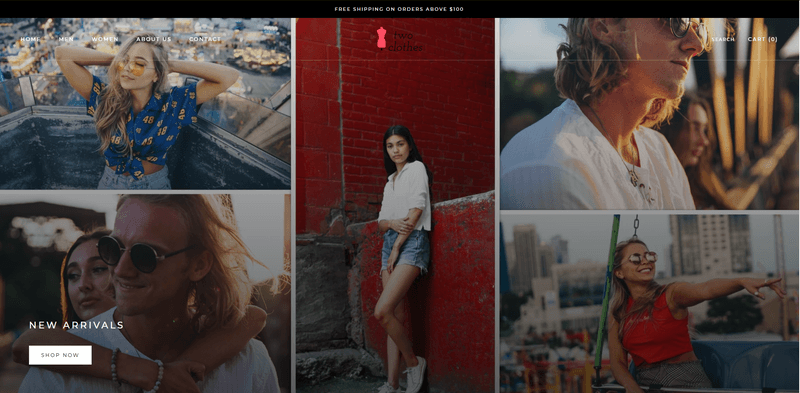 FREE SHIPPING ON ORDERS ABOVE $100
HOME MEN WOMEN ABOUT US CONTACT
two
clothes
SEARCH CART (0)
NEW ARRIVALS
SHOP NOW